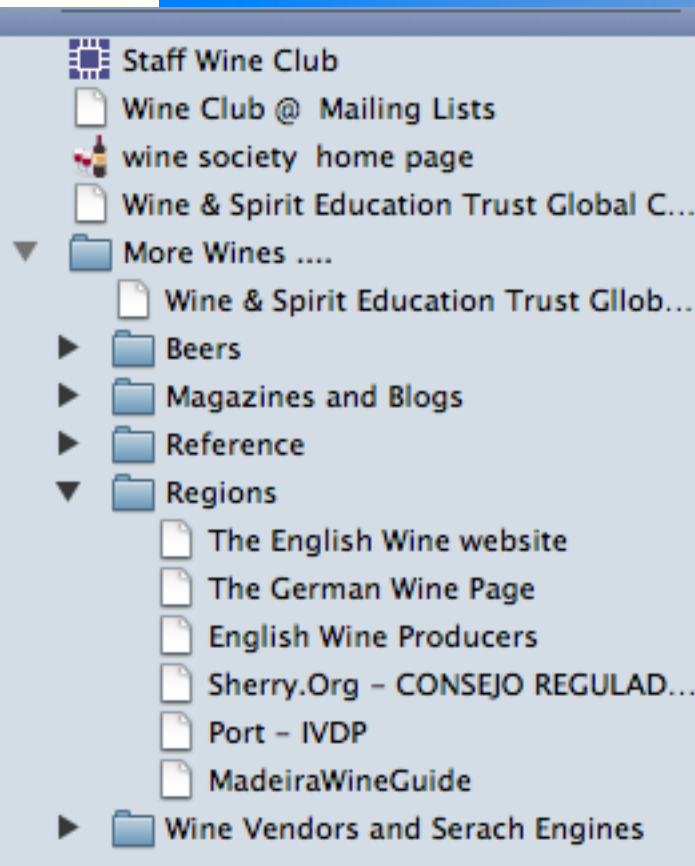 Staff Wine Club
Wine Club @ Mailing Lists
wine society home page
Wine & Spirit Education Trust Global C...
More Wines ....
Wine & Spirit Education Trust Gllob...
Beers
Magazines and Blogs
Reference
Regions
The English Wine website
The German Wine Page
English Wine Producers
Sherry.Org – CONSEJO REGULAD...
Port – IVDP
MadeiraWineGuide
Wine Vendors and Serach Engines